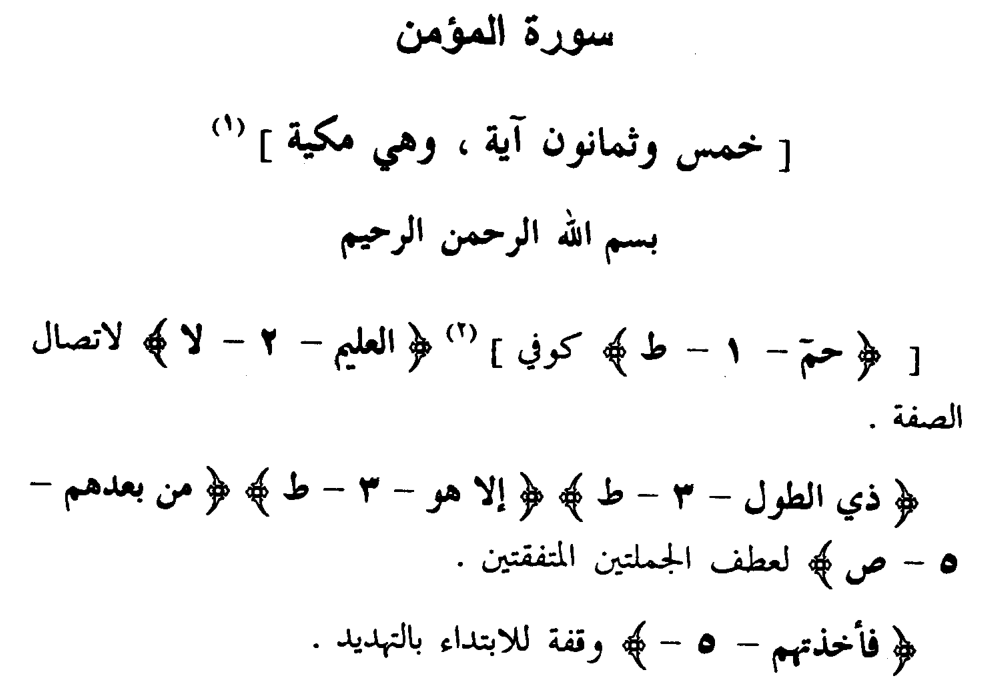 سورة المؤمن
[ خمس وثمانون آية ، وهي مكية ] (١)
بسم الله الرحمن الرحيم
[ ﴿ حمٓ – ١ – ط ﴾ كوفي ] (٢) ﴿ العليم – ٢ – لا ﴾ لاتصال
الصفة .
﴿ ذي الطول – ٣ – ط ﴾ ﴿ إلا هو – ٣ – ط ﴾ ﴿ من بعدهم –
٥ – ص ﴾ لعطف الجملتين المتفقتين .
﴿ فأخذتهم – ٥ – ﴾ وقفة للابتداء بالتهديد .